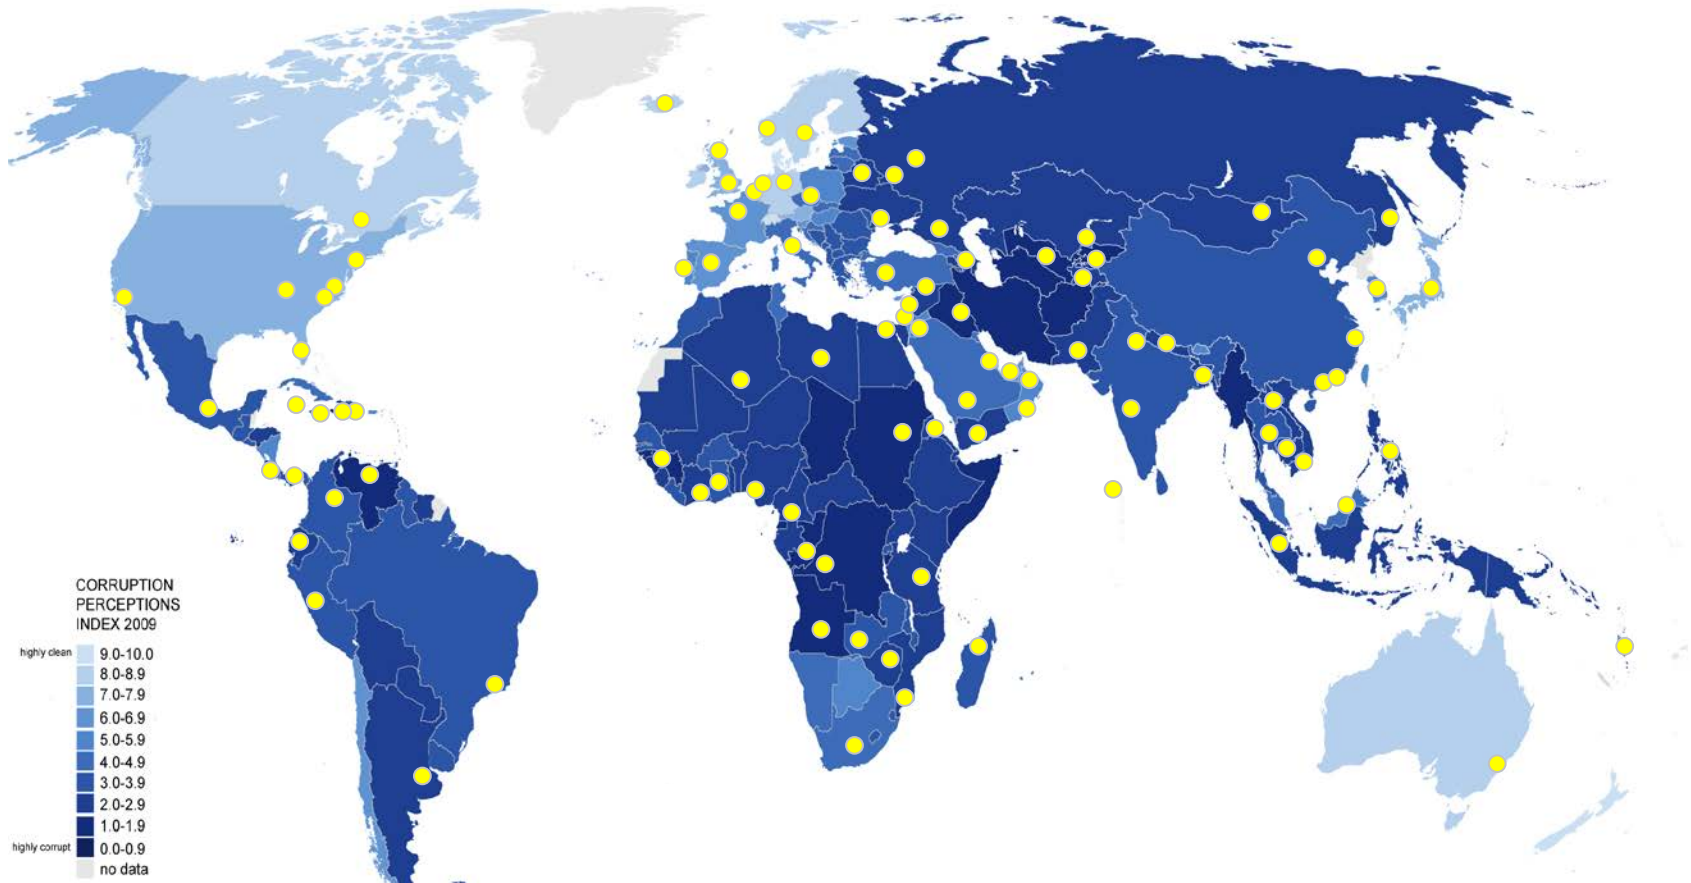 CORRUPTION
PERCEPTIONS
INDEX 2009
highly clean 9.0-10.0
8.0-8.9
7.0-7.9
6.0-6.9
5.0-5.9
4.0-4.9
3.0-3.9
2.0-2.9
1.0-1.9
highly corrupt 0.0-0.9
no data